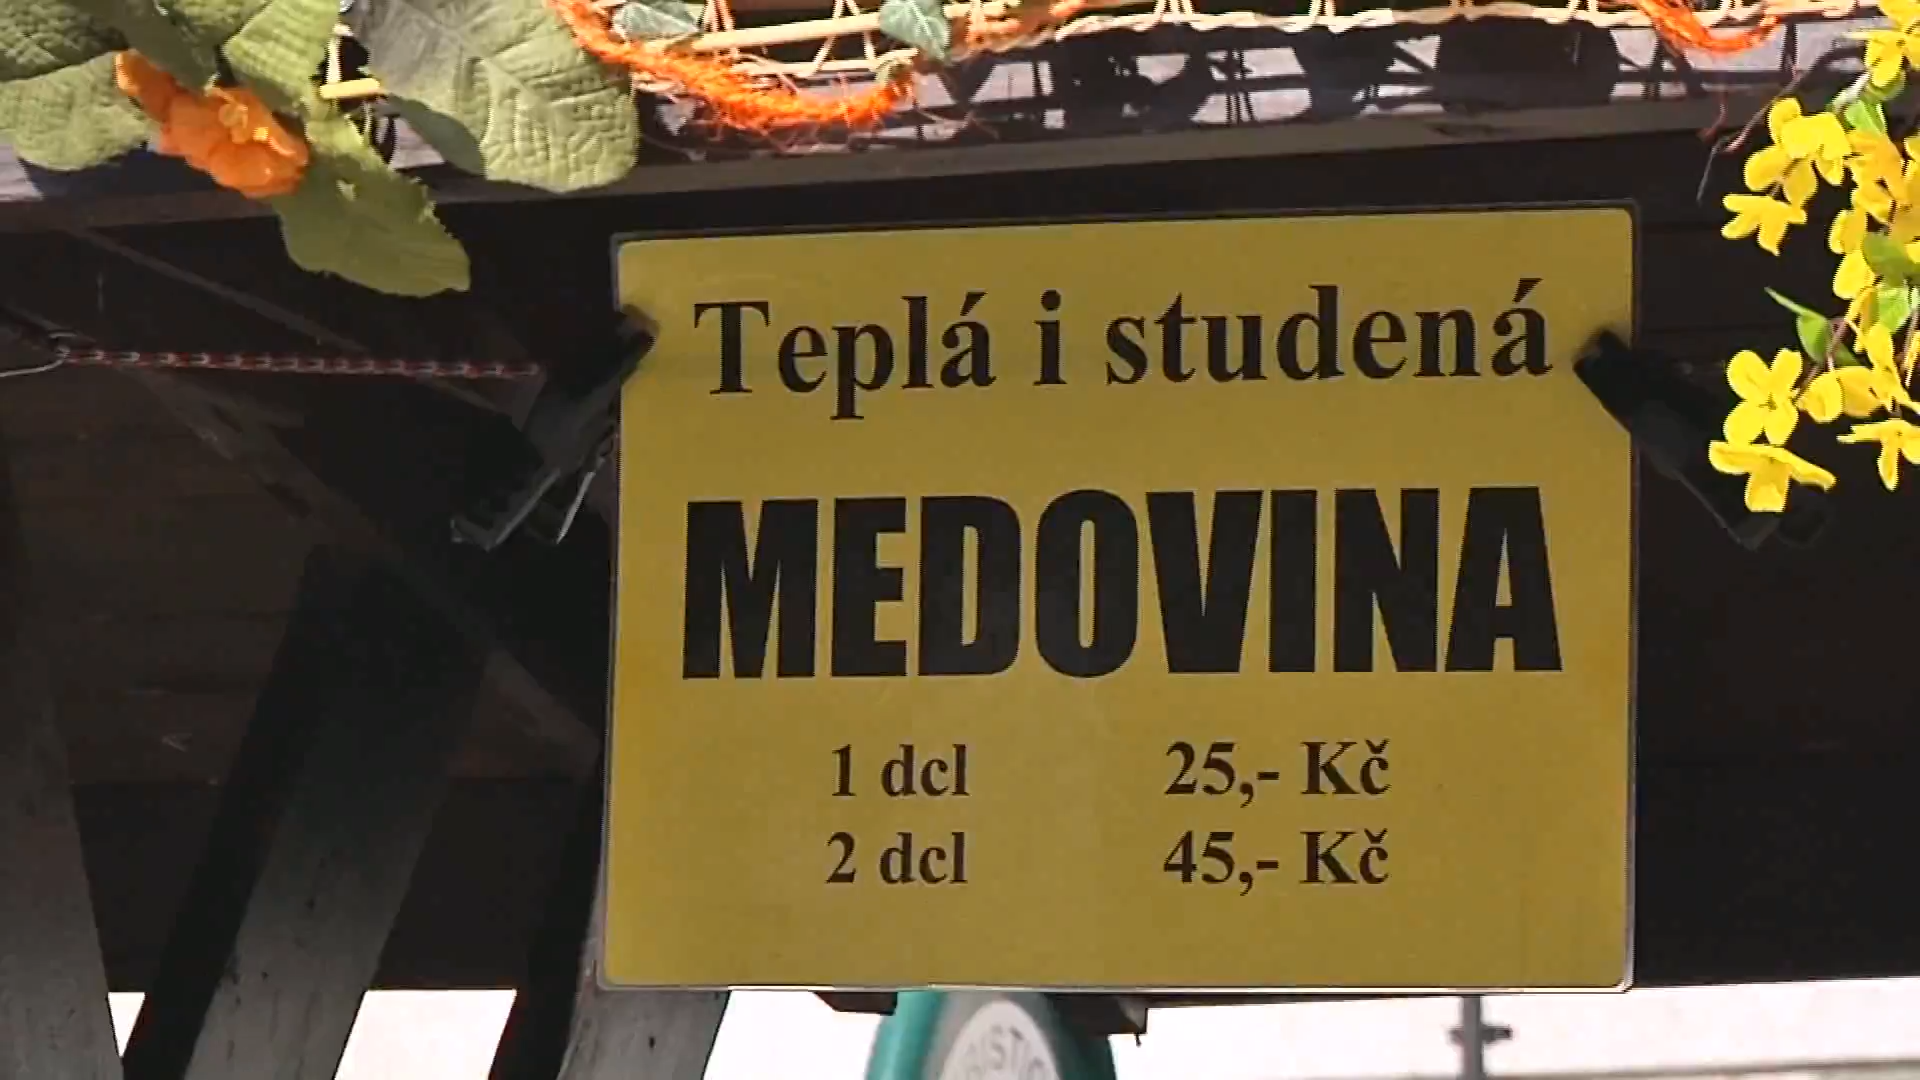 Teplá i studená
MEDOVINA
1 dcl 25,- Kč
2 dcl 45,- Kč